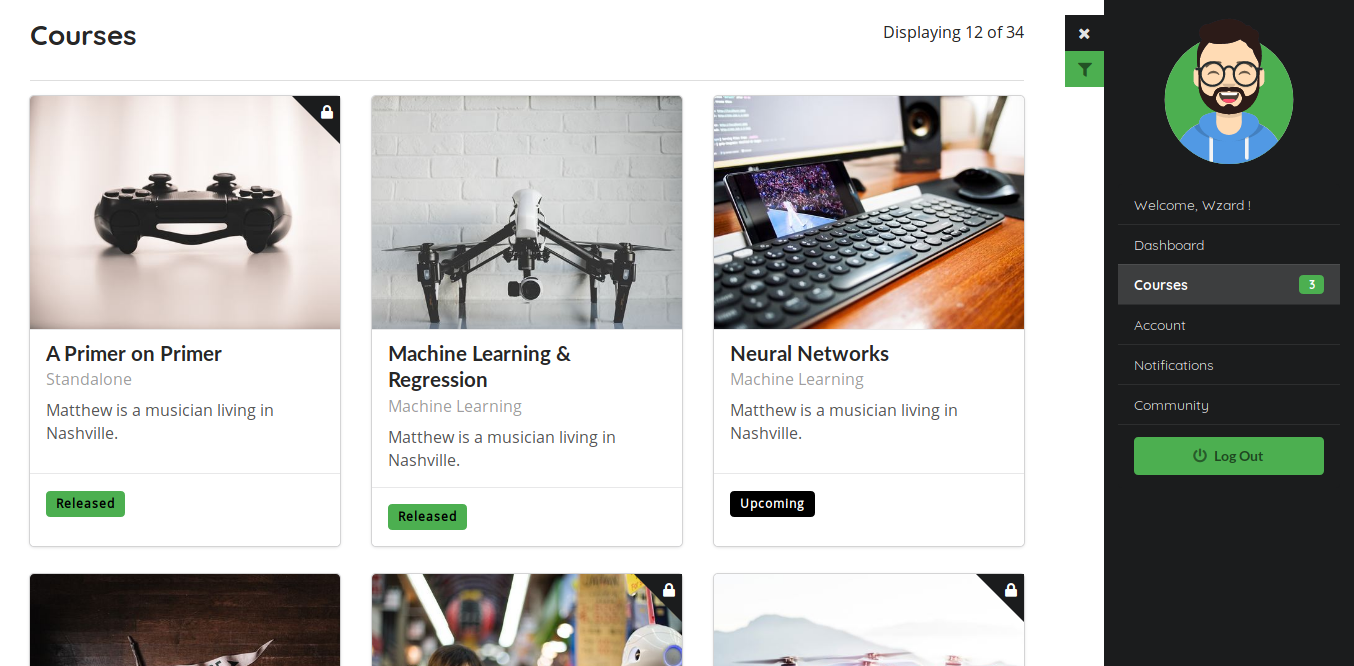 Courses
Displaying 12 of 34
A Primer on Primer
Standalone
Matthew is a musician living in
Nashville.
Released
Machine Learning &
Regression
Machine Learning
Matthew is a musician living in
Nashville.
Released
Neural Networks
Machine Learning
Matthew is a musician living in
Nashville.
Upcoming
Welcome, Wzard !
Dashboard
Courses 3
Account
Notifications
Community
Log Out